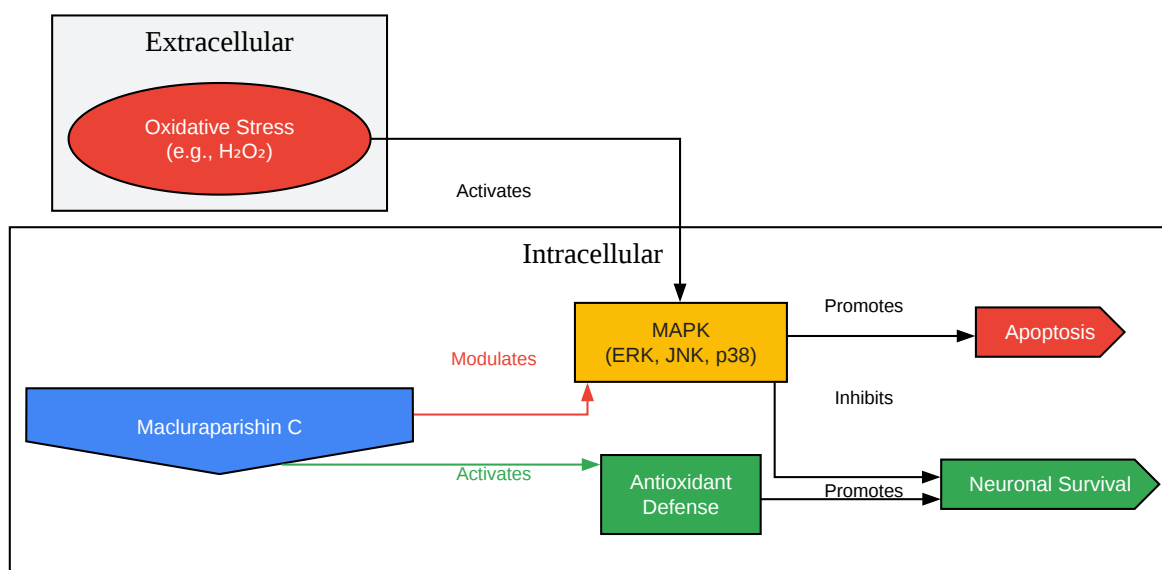 Extracellular
Oxidative Stress
(e.g., H₂O₂)
Activates
Intracellular
MAPK
(ERK, JNK, p38)
Promotes
Apoptosis
Modulates
Inhibits
Macluraparishin C
Activates
Antioxidant
Defense
Promotes
Neuronal Survival